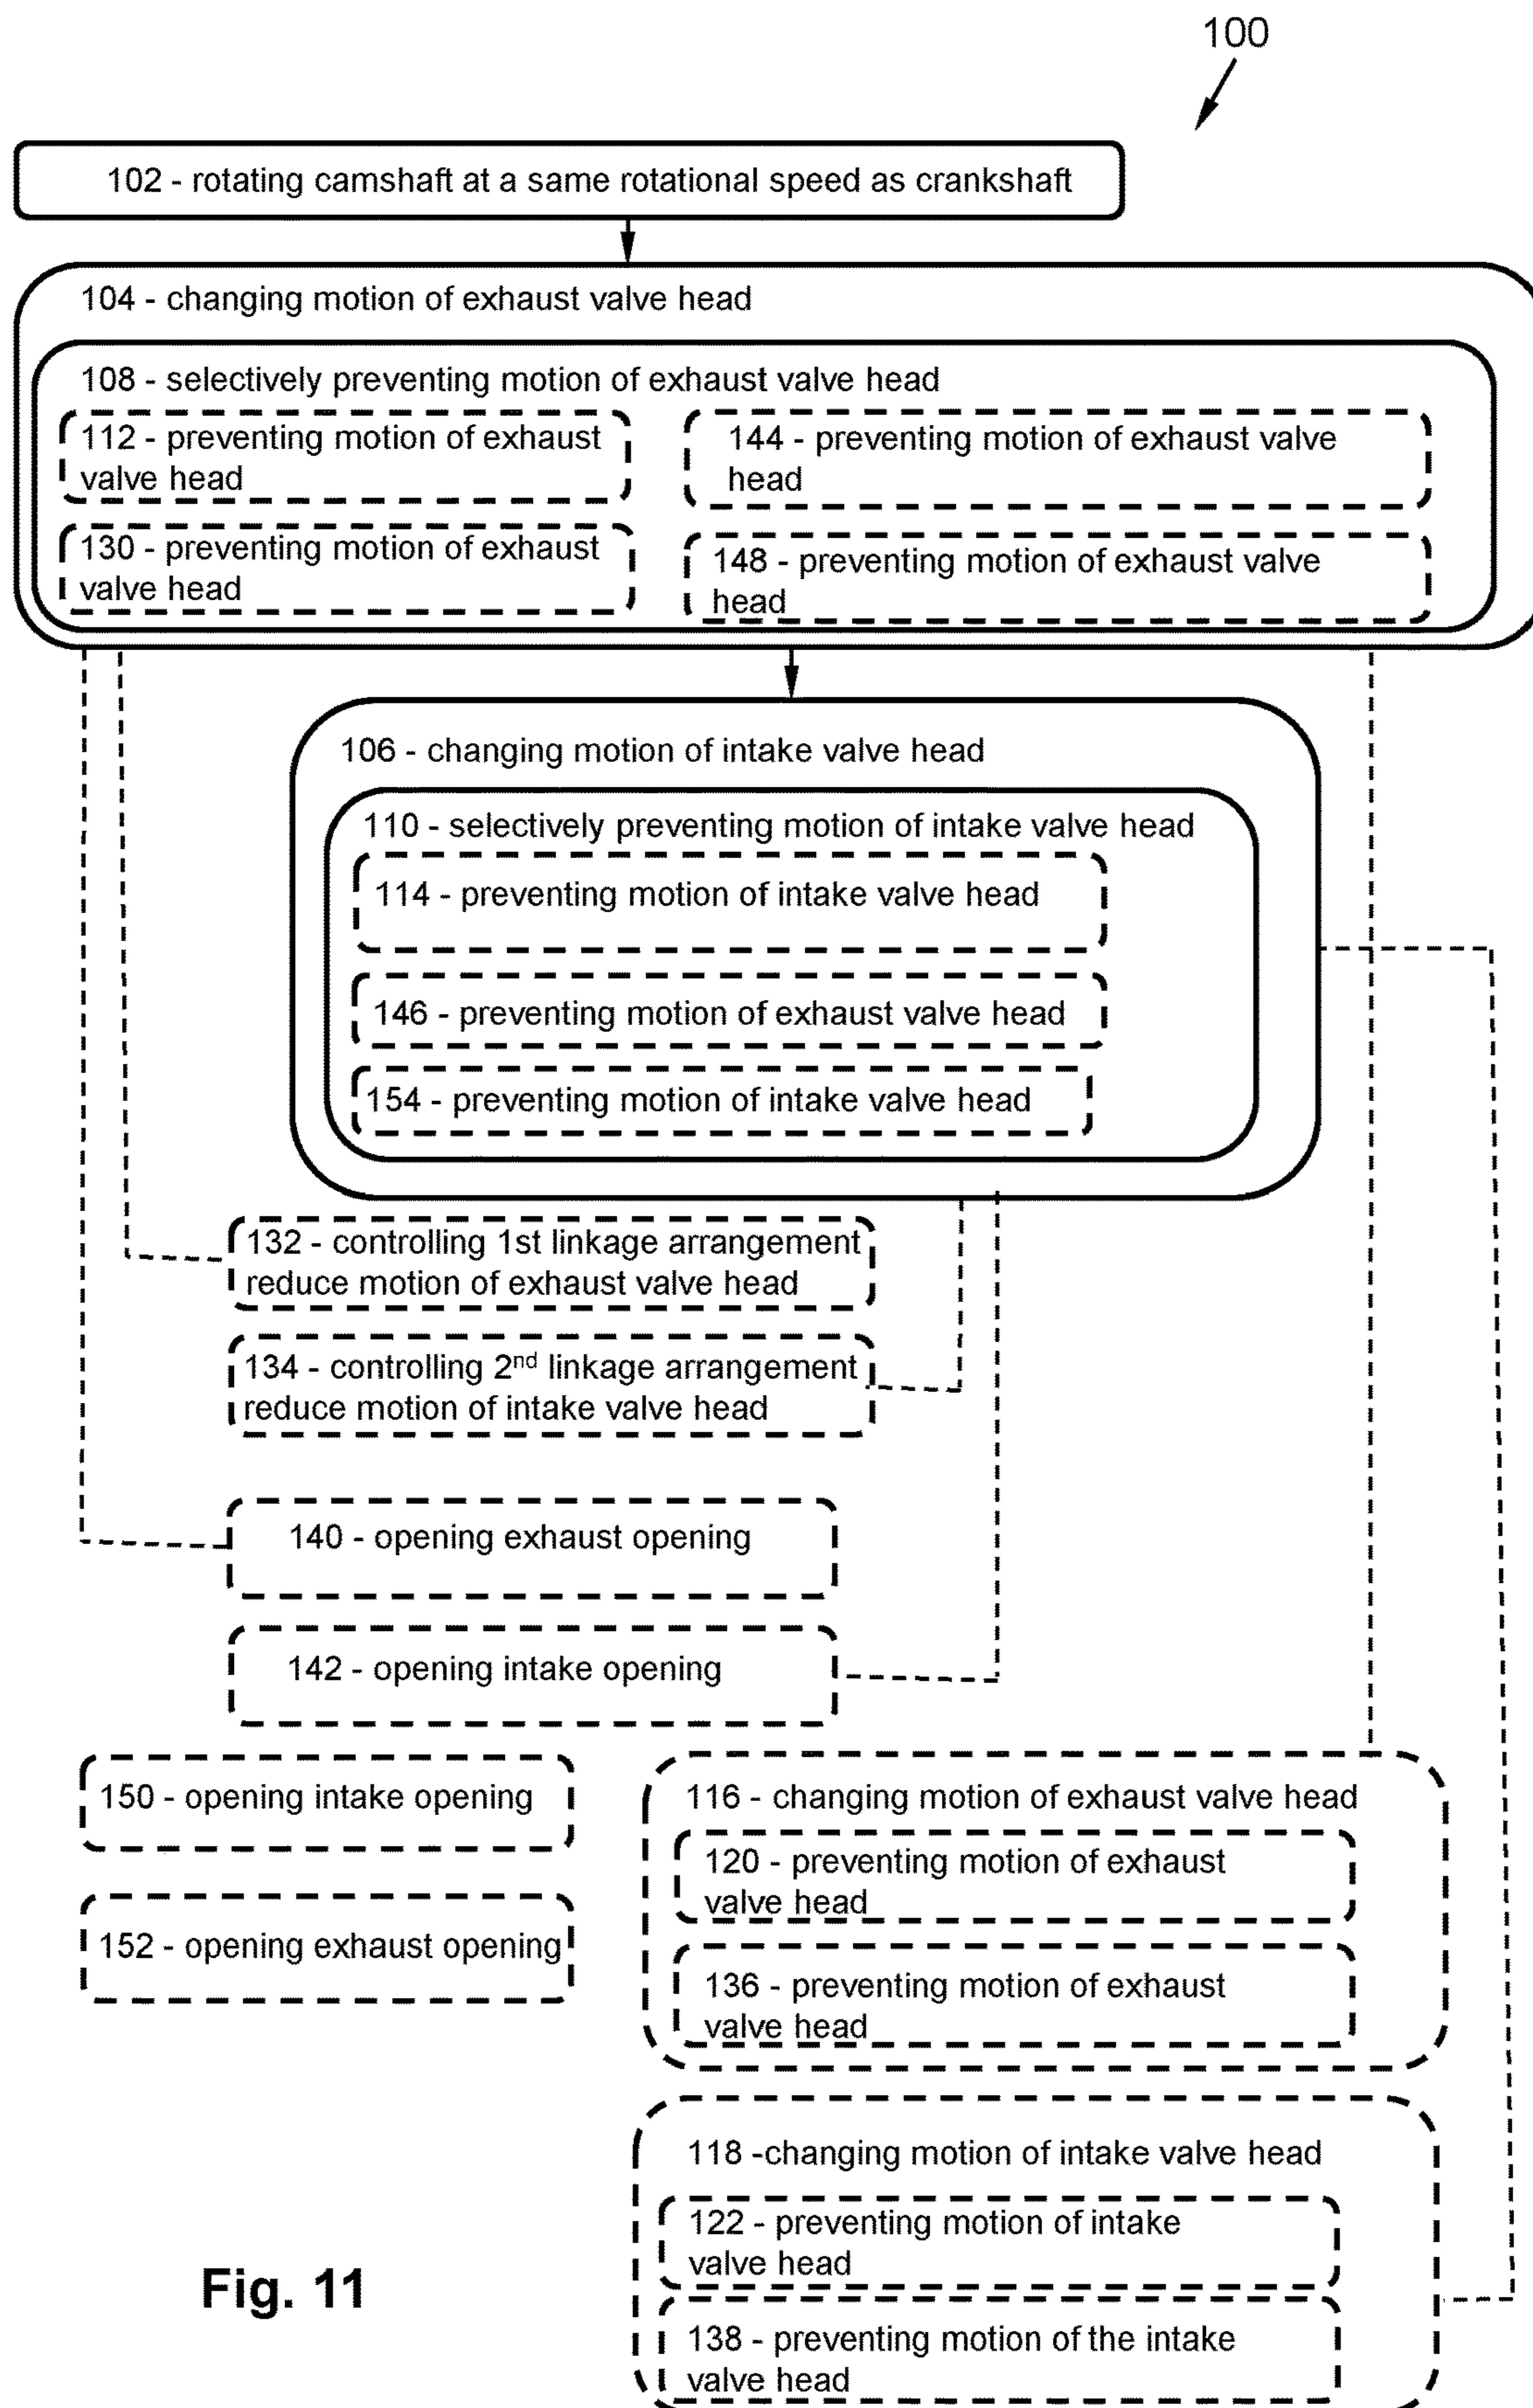 100
102 - rotating camshaft at a same rotational speed as crankshaft
104 - changing motion of exhaust valve head
108 - selectively preventing motion of exhaust valve head
112 - preventing motion of exhaust
valve head
144 - preventing motion of exhaust valve
head
130 - preventing motion of exhaust
valve head
148 - preventing motion of exhaust valve
head
106 - changing motion of intake valve head
110 - selectively preventing motion of intake valve head
114 - preventing motion of intake valve head
146 - preventing motion of exhaust valve head
154 - preventing motion of intake valve head
132 - controlling 1st linkage arrangement
reduce motion of exhaust valve head
134 - controlling 2nd linkage arrangement
reduce motion of intake valve head
140 - opening exhaust opening
142 - opening intake opening
150 - opening intake opening
152 - opening exhaust opening
116 - changing motion of exhaust valve head
120 - preventing motion of exhaust
valve head
136 - preventing motion of exhaust
valve head
118 -changing motion of intake valve head
122 - preventing motion of intake
valve head
138 - preventing motion of the intake
valve head
Fig. 11